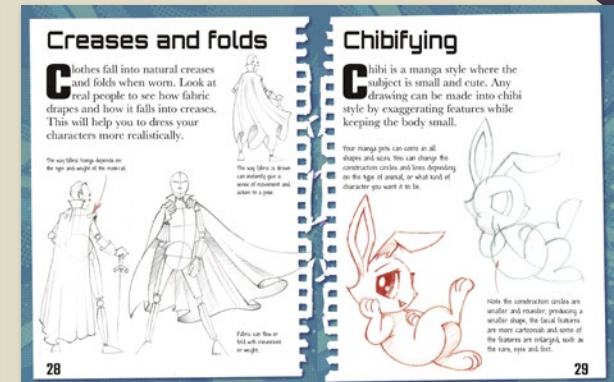 Creases and folds
Clothes fall into natural creases
and folds when worn. Look at
real people to see how fabric
drapes and how it falls into creases.
This will help you to dress your
characters more realistically.
The way fabric hangs depends on
the type and weight of the material.
The way fabric is drawn
can instantly give a
sense of movement and
action to a pose.
Fabric can flow or
fold with movement
or weight.
28
Chibifying
Chibi is a manga style where the
subject is small and cute. Any
drawing can be made into chibi
style by exaggerating features while
keeping the body small.
Your manga pets can come in all
shapes and sizes. You can change the
construction circles and lines depending
on the type of animal, or what kind of
character you want it to be.
Note the construction circles are
smaller and rounder, producing a
smaller shape, the facial features
are more cartoonish and some of
the features are enlarged, such as
the ears, eyes and feet.
29